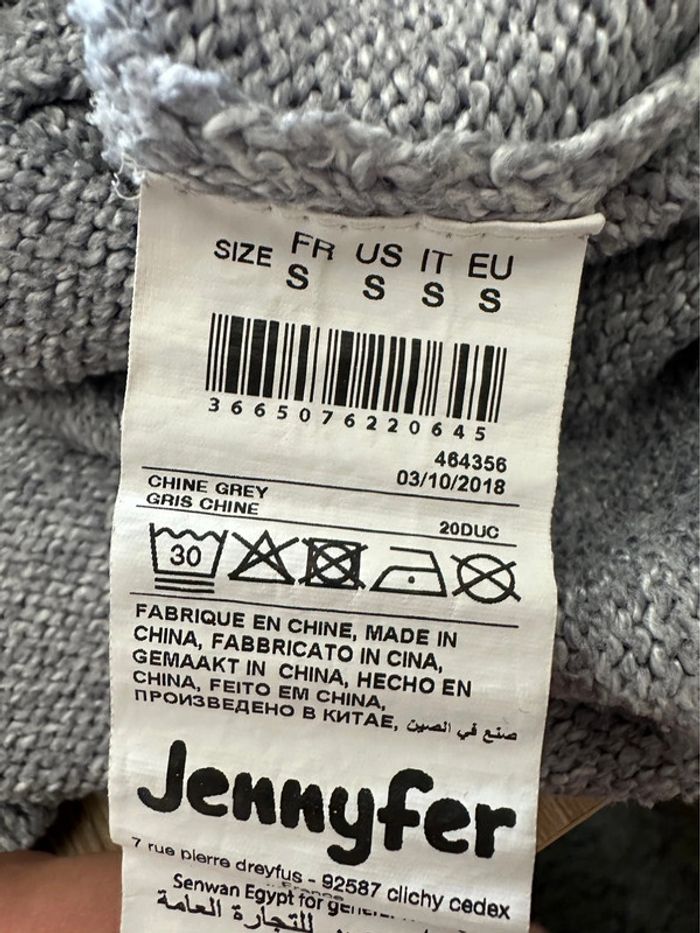 SIZE FR US IT EU
S S S S
3665076220645
464356
03/10/2018
CHINE GREY
GRIS CHINE
20DUC
30
FABRIQUE EN CHINE, MADE IN
CHINA, FABBRICATO IN CINA,
GEMAAKT IN CHINA, HECHO EN
CHINA, FEITO EM CHINA,
ПРОИЗВЕДЕНО В КИТАЕ, صنع في الصين
Jennyfer
7 rue pierre dreyfus - 92587 clichy cedex
Senwan Egypt for
للتجارة العامة